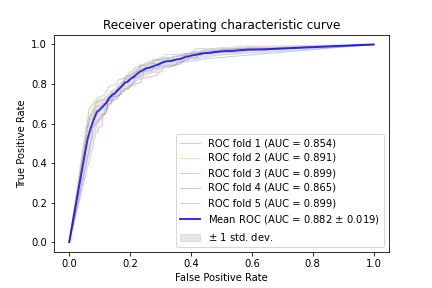 Receiver operating characteristic curve
True Positive Rate
1.0
0.8
0.6
0.4
0.2
0.0
ROC fold 1 (AUC = 0.854)
ROC fold 2 (AUC = 0.891)
ROC fold 3 (AUC = 0.899)
ROC fold 4 (AUC = 0.865)
ROC fold 5 (AUC = 0.899)
Mean ROC (AUC = 0.882 ± 0.019)
± 1 std. dev.
0.0 0.2 0.4 0.6 0.8 1.0
False Positive Rate